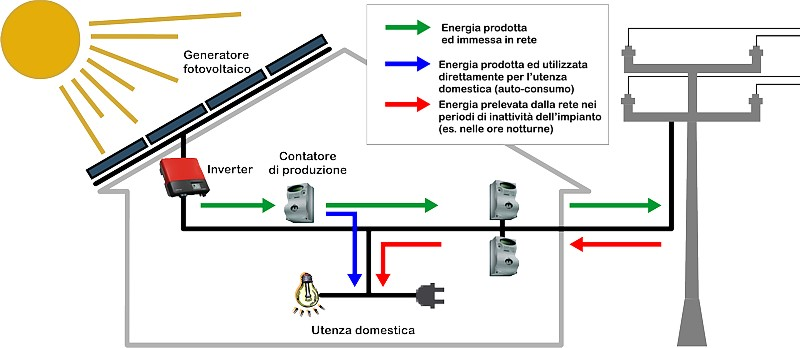 Generatore
fotovoltaico
Energia prodotta
ed immessa in rete
Energia prodotta ed utilizzata
direttamente per l'utenza
domestica (auto-consumo)
Energia prelevata dalla rete nei
periodi di inattività dell'impianto
(es. nelle ore notturne)
Inverter
Contatore
di produzione
Utenza domestica